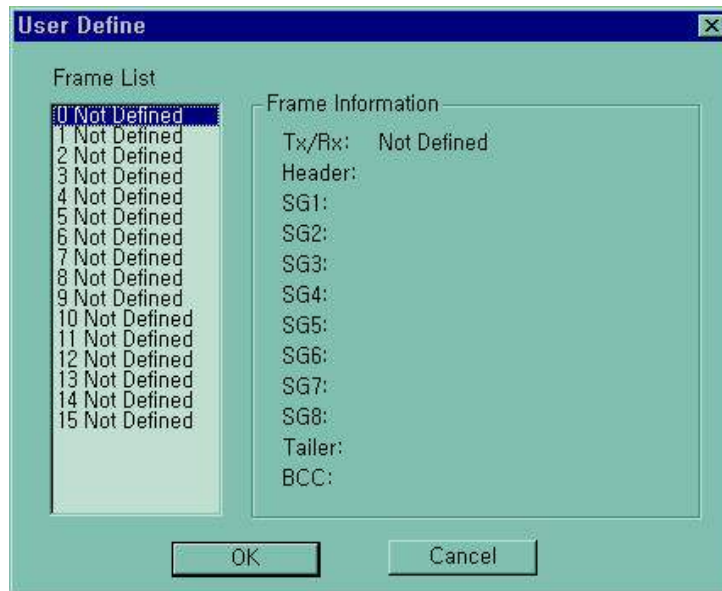 User Define
Frame List
0 Not Defined
1 Not Defined
2 Not Defined
3 Not Defined
4 Not Defined
5 Not Defined
6 Not Defined
7 Not Defined
8 Not Defined
9 Not Defined
10 Not Defined
11 Not Defined
12 Not Defined
13 Not Defined
14 Not Defined
15 Not Defined
Frame Information
Tx/Rx: Not Defined
Header:
SG1:
SG2:
SG3:
SG4:
SG5:
SG6:
SG7:
SG8:
Tailer:
BCC:
OK
Cancel